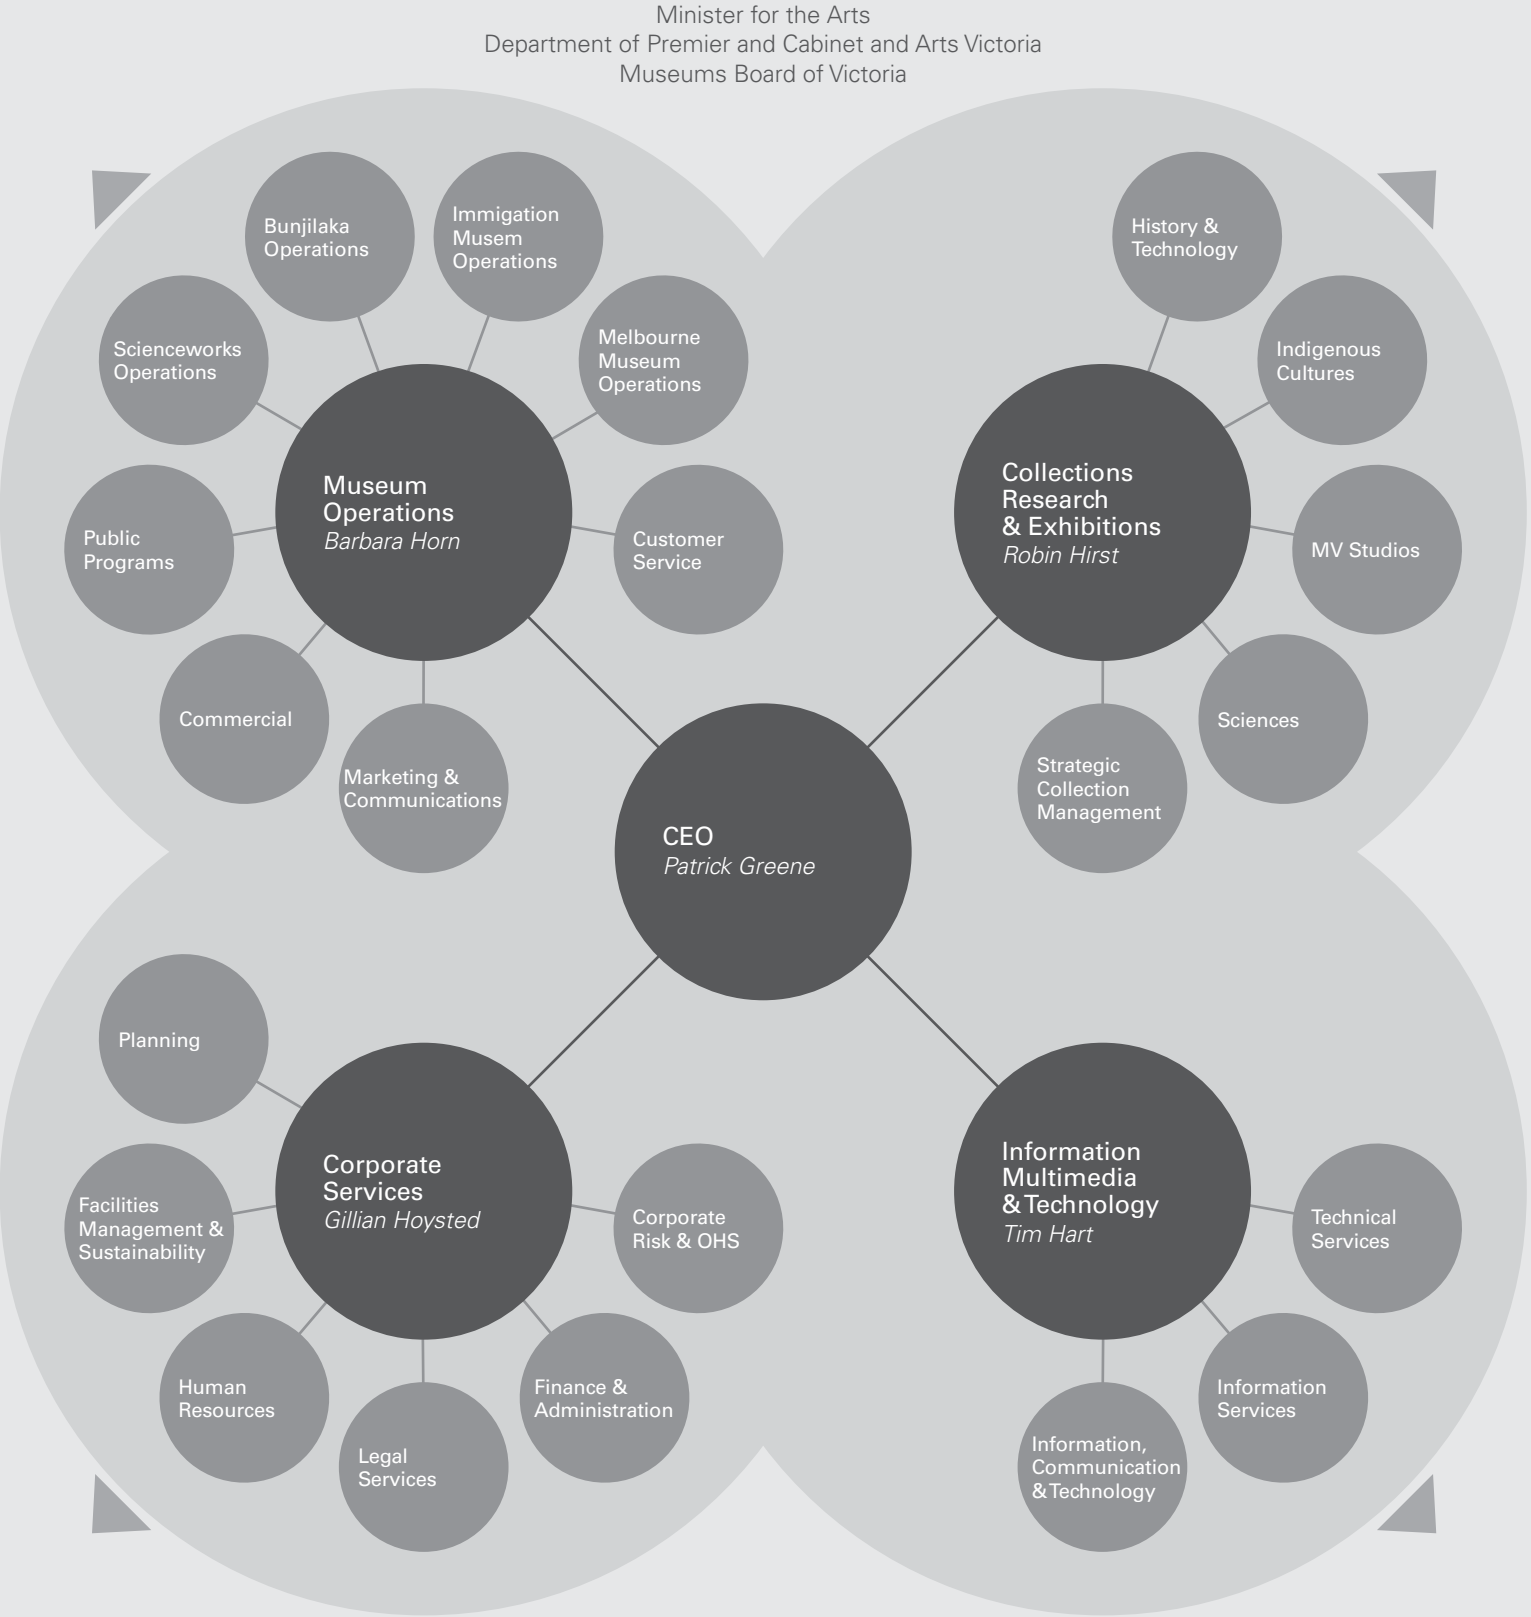 Minister for the Arts
Department of Premier and Cabinet and Arts Victoria
Museums Board of Victoria
Bunjilaka
Operations
Immigation
Musem
Operations
Scienceworks
Operations
Melbourne
Museum
Operations
Museum
Operations
Barbara Horn
Public
Programs
Customer
Service
Commercial
Marketing &
Communications
History &
Technology
Indigenous
Cultures
Collections
Research
& Exhibitions
Robin Hirst
MV Studios
Sciences
Strategic
Collection
Management
CEO
Patrick Greene
Planning
Corporate
Services
Gillian Hoysted
Facilities
Management &
Sustainability
Corporate
Risk & OHS
Human
Resources
Finance &
Administration
Legal
Services
Information
Multimedia
& Technology
Tim Hart
Technical
Services
Information
Services
Information,
Communication
& Technology